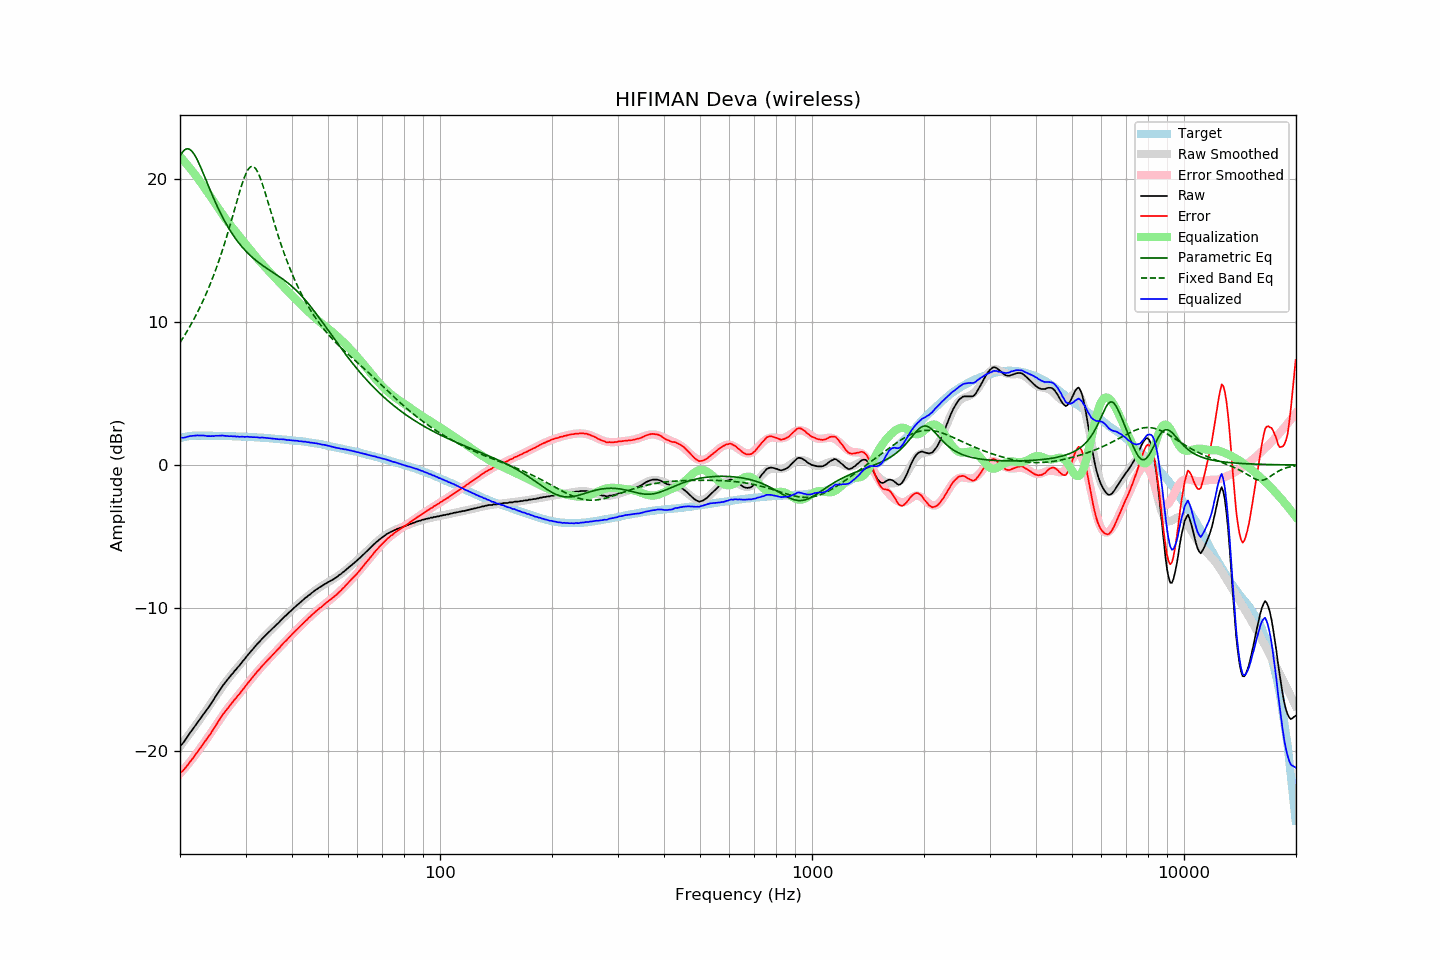 HIFIMAN Deva (wireless)
Target
Raw Smoothed
Error Smoothed
Raw
Error
Equalization
Parametric Eq
Fixed Band Eq
Equalized
20
10
0
−10
−20
Amplitude (dBr)
100
1000
10000
Frequency (Hz)